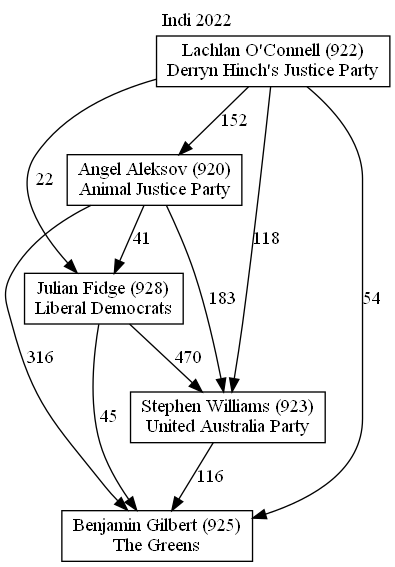 Indi 2022
Lachlan O'Connell (922)
Derryn Hinch's Justice Party
152
Angel Aleksov (920)
Animal Justice Party
22
41
118
Julian Fidge (928)
Liberal Democrats
183
54
316
470
45
Stephen Williams (923)
United Australia Party
116
Benjamin Gilbert (925)
The Greens